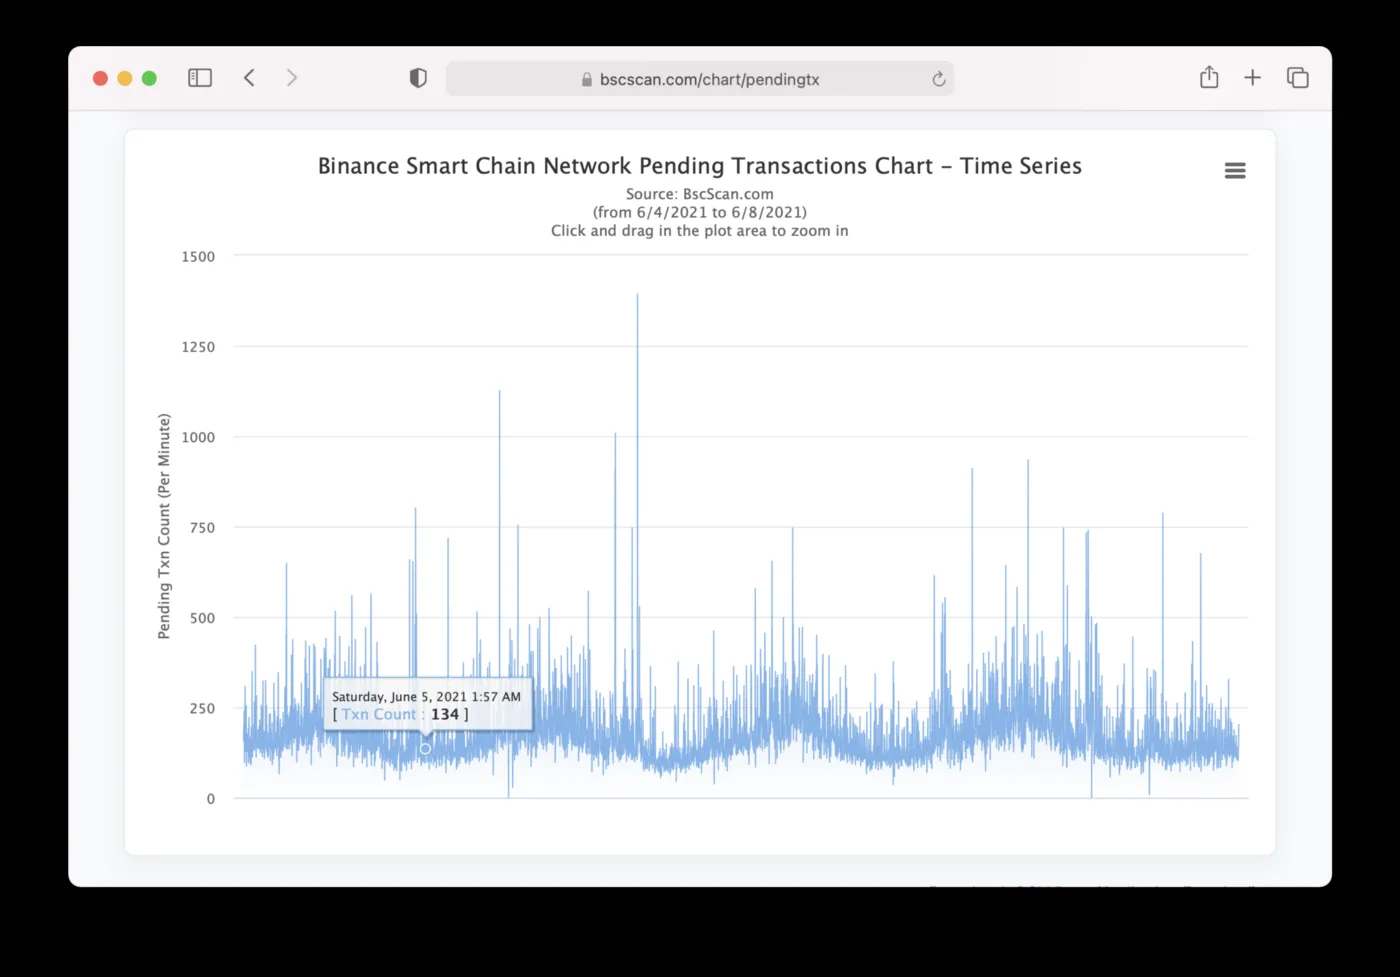 bscscan.com/chart/pendingtx
Binance Smart Chain Network Pending Transactions Chart – Time Series
Source: BscScan.com
(from 6/4/2021 to 6/8/2021)
Click and drag in the plot area to zoom in
Pending Txn Count (Per Minute)
1500
1250
1000
750
500
250
0
Saturday, June 5, 2021 1:57 AM
[ Txn Count : 134 ]